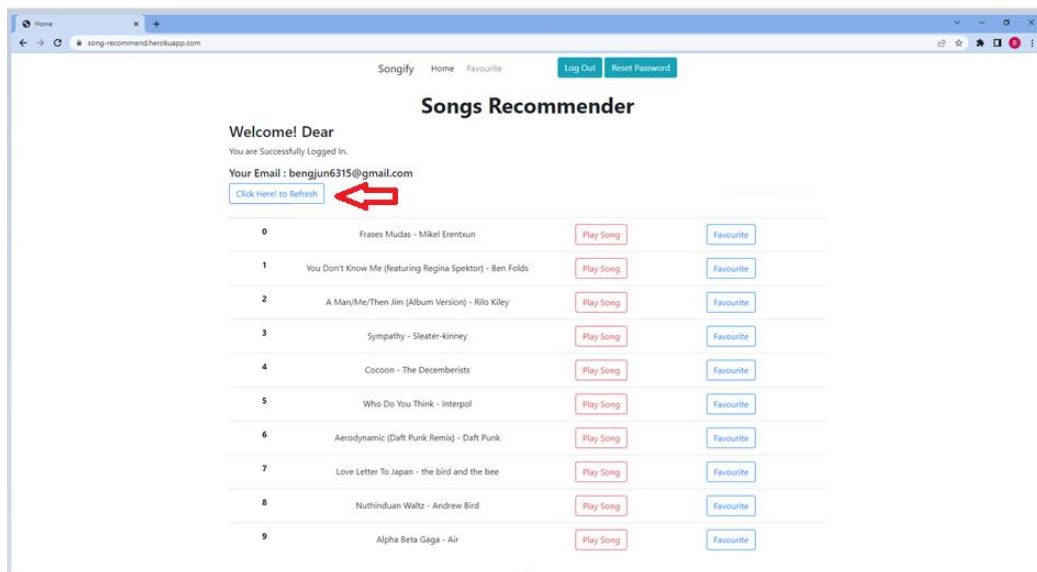 Home
song-recommend.herokuapp.com
B
Songify Home Favourite Log Out Reset Password
Songs Recommender
Welcome! Dear
You are Successfully Logged In.
Your Email : bengjun6315@gmail.com
Click Here! to Refresh
0 Frases Mudas - Mikel Erentxun Play Song Favourite
1 You Don't Know Me (featuring Regina Spektor) - Ben Folds Play Song Favourite
2 A Man/Me/Then Jim (Album Version) - Rilo Kiley Play Song Favourite
3 Sympathy - Sleater-kinney Play Song Favourite
4 Cocoon - The Decemberists Play Song Favourite
5 Who Do You Think - Interpol Play Song Favourite
6 Aerodynamic (Daft Punk Remix) - Daft Punk Play Song Favourite
7 Love Letter To Japan - the bird and the bee Play Song Favourite
8 Nuthinduan Waltz - Andrew Bird Play Song Favourite
9 Alpha Beta Gaga - Air Play Song Favourite